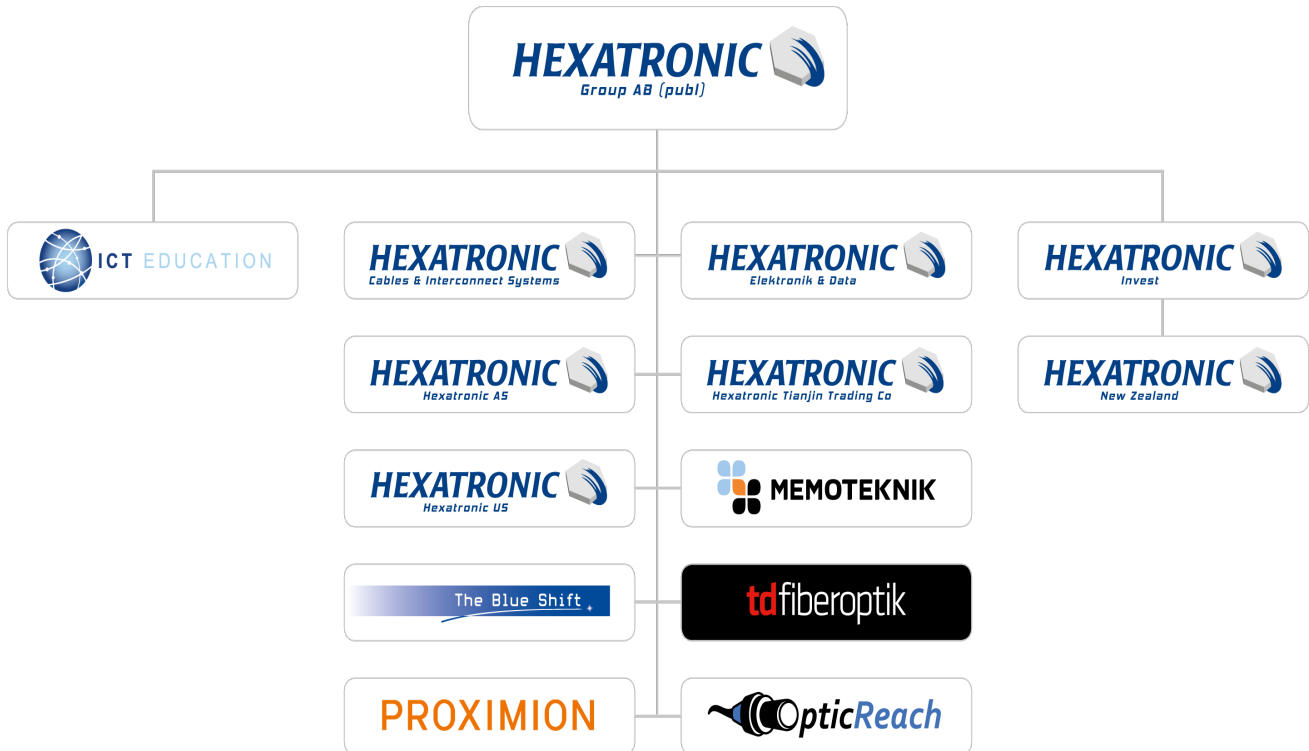 HEXATRONIC
Group AB (publ)
ICT EDUCATION
HEXATRONIC
Cables & Interconnect Systems
HEXATRONIC
Elektronik & Data
HEXATRONIC
Invest
HEXATRONIC
Hexatronic AS
HEXATRONIC
Hexatronic Tianjin Trading Co
HEXATRONIC
New Zealand
HEXATRONIC
Hexatronic US
MEMOTEKNIK
The Blue Shift
tdfiberoptik
PROXIMION
OpticReach